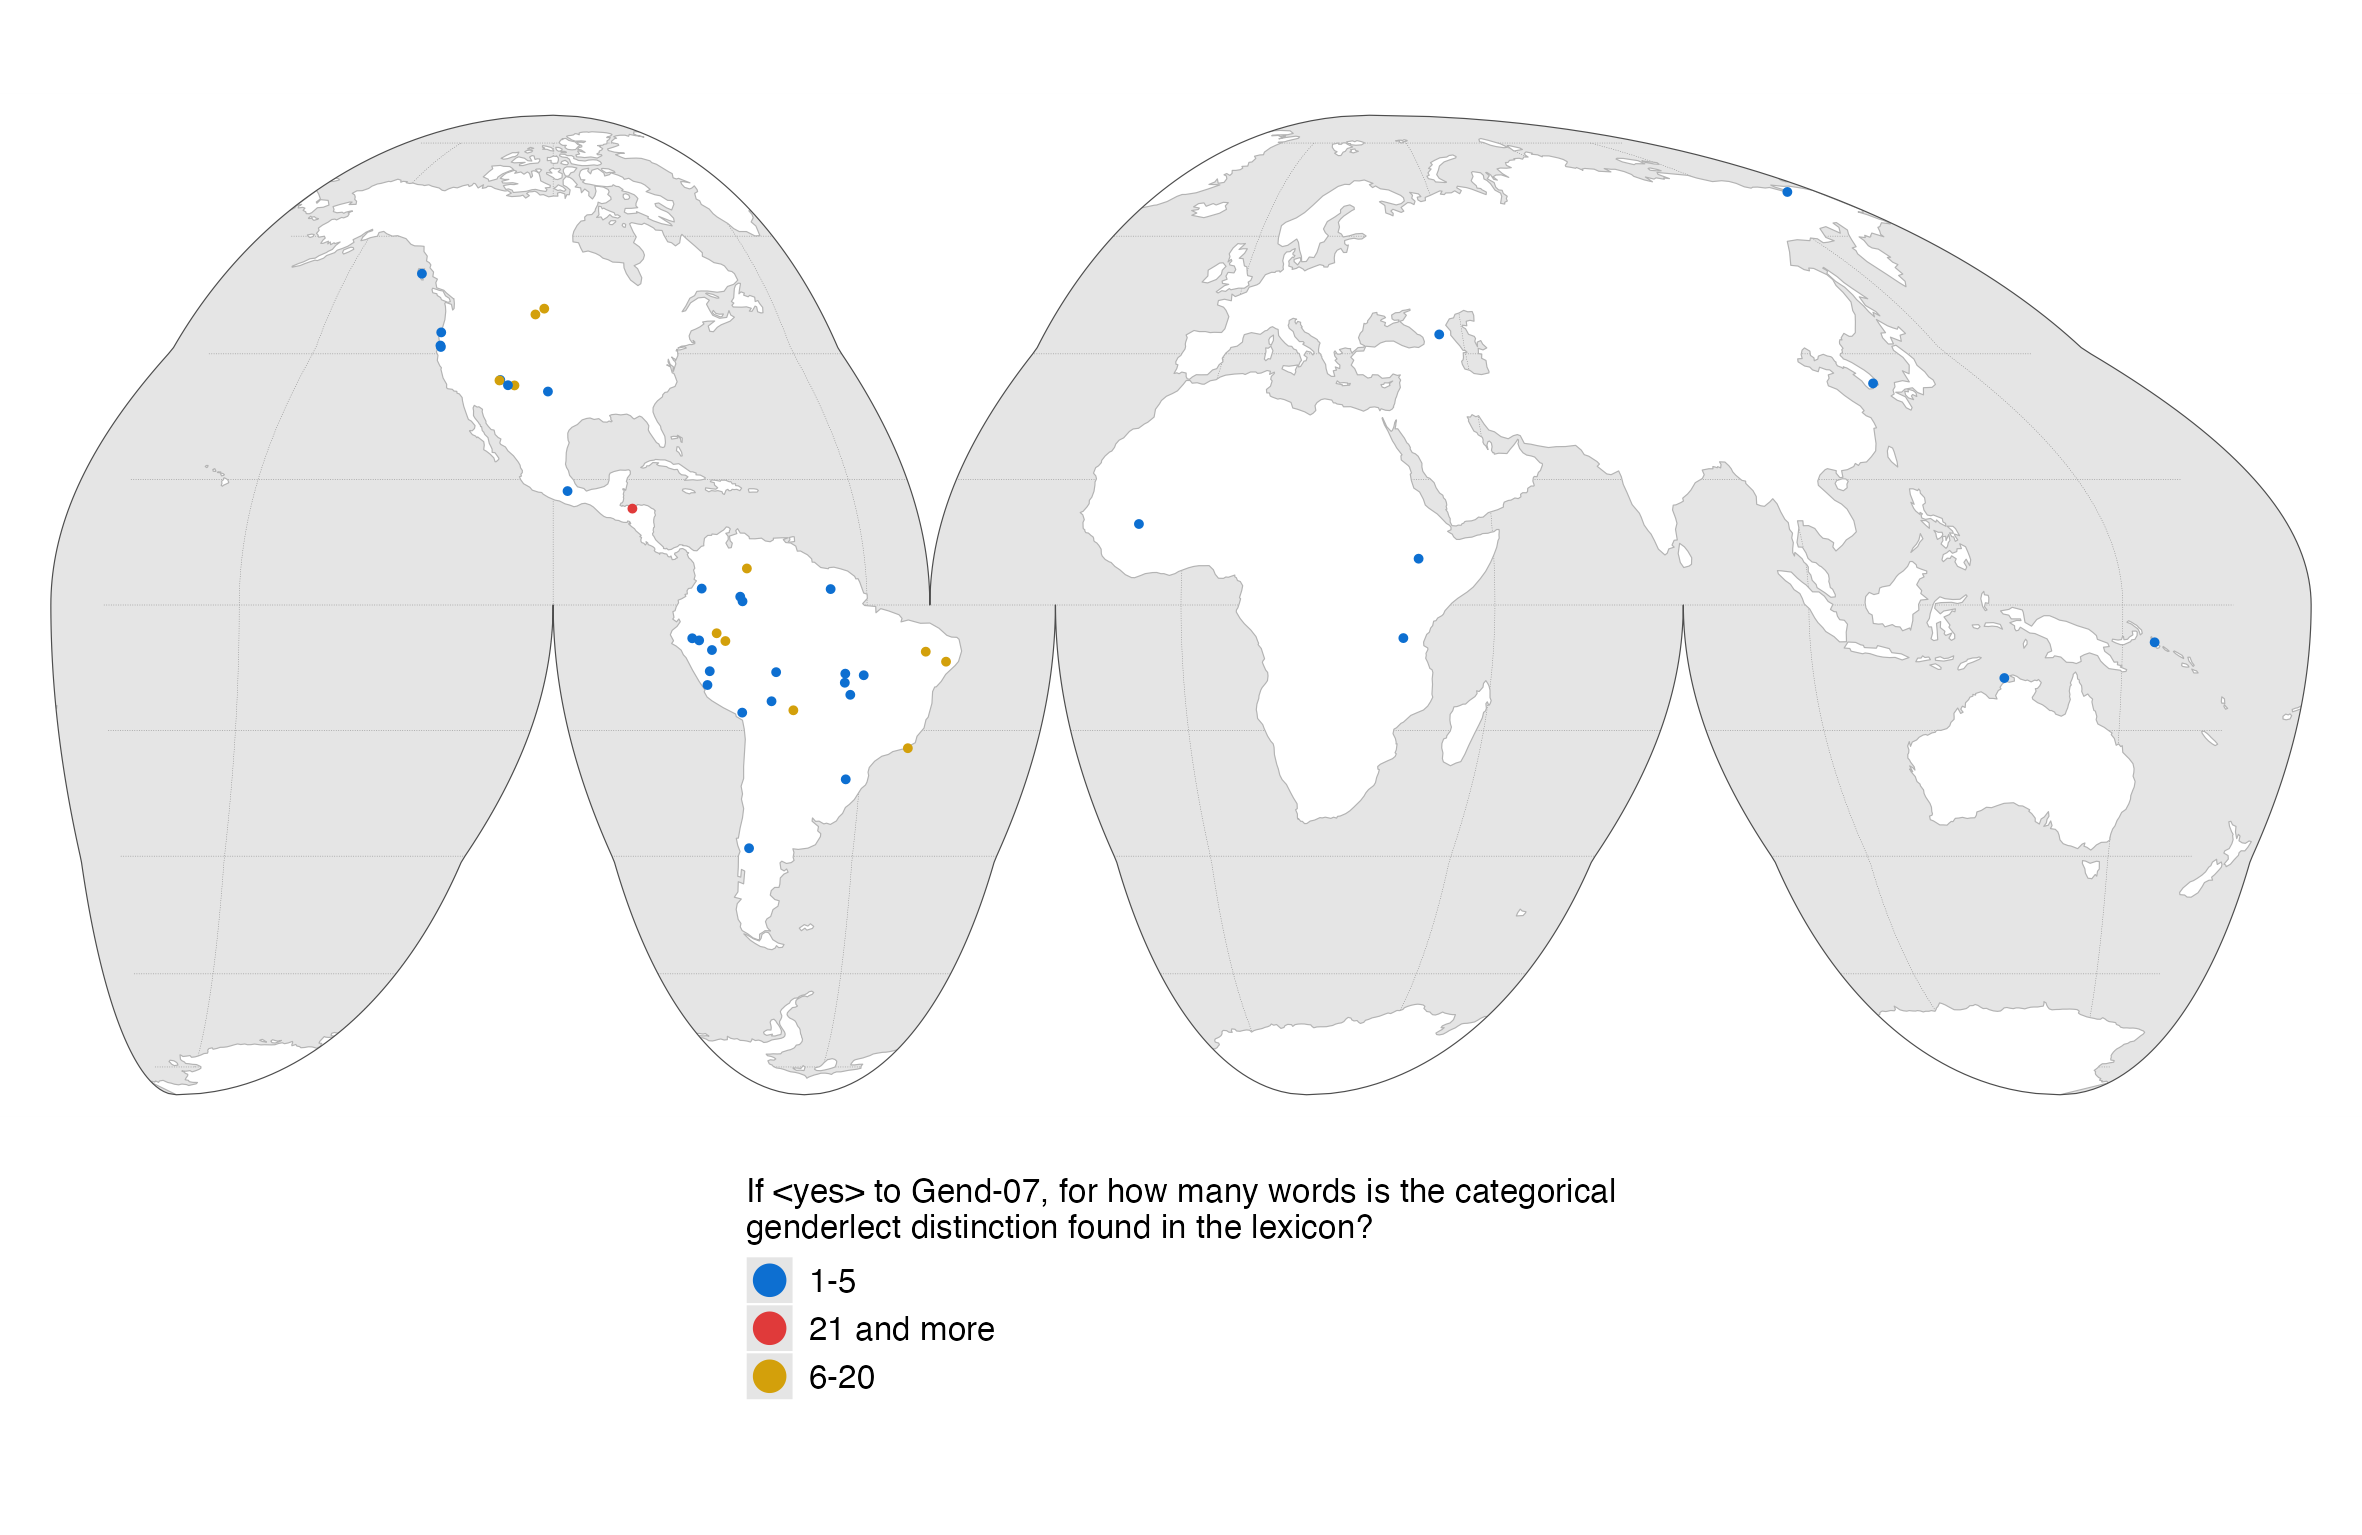 If <yes> to Gend-07, for how many words is the categorical
genderlect distinction found in the lexicon?
1-5
21 and more
6-20